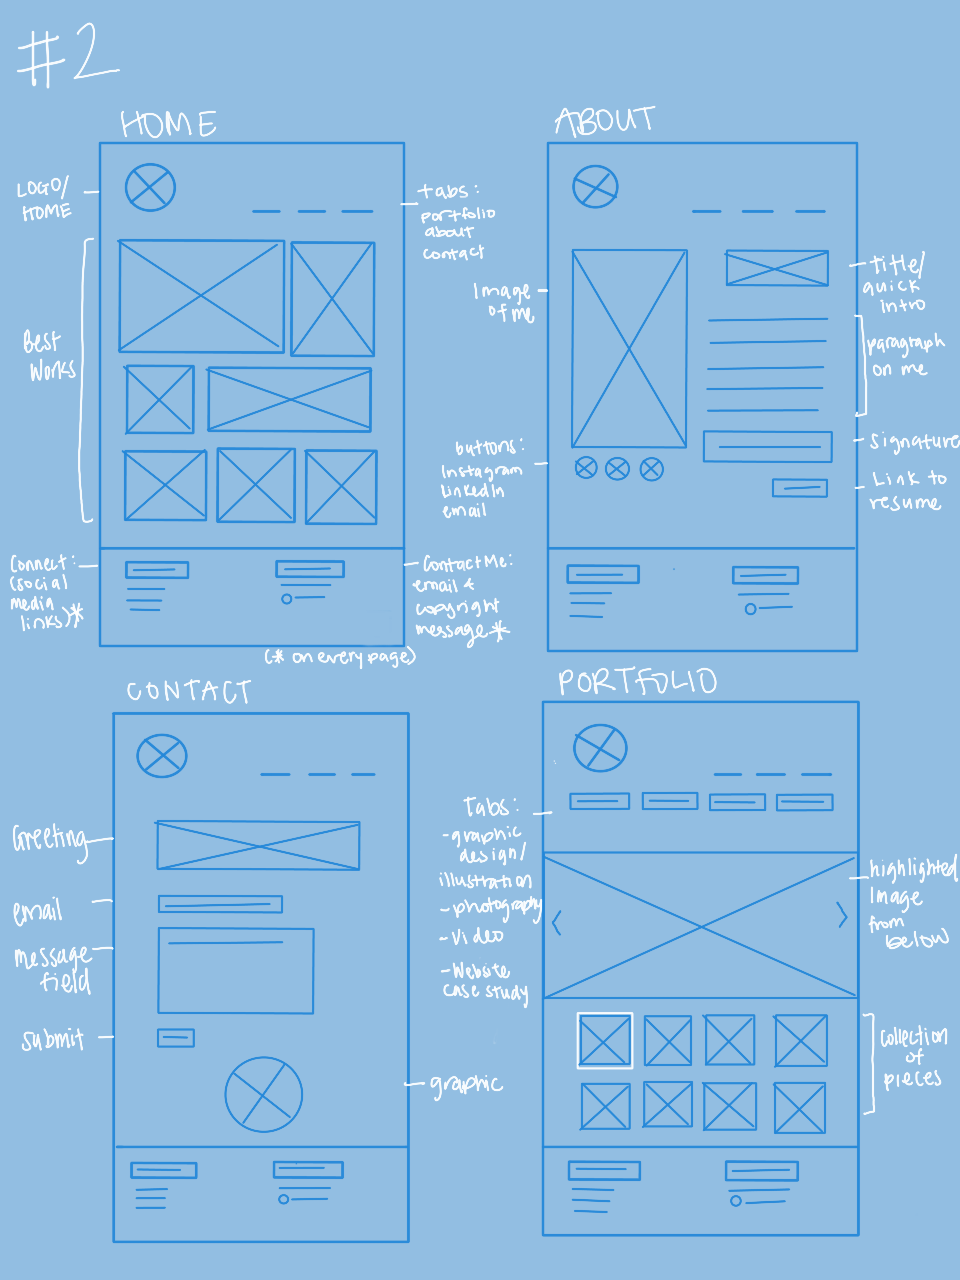 #2
HOME
LOGO/
HOME
tabs:
portfolio
about
contact
Best
Works
Connect:
(social
media
links)*
Contact Me:
email &
copyright
message *
(* on every page)
ABOUT
Image
of me
Title/
quick
intro
paragraph
on me
buttons:
Instagram
LinkedIn
email
signature
Link to
resume
CONTACT
Greeting
email
message
field
submit
graphic
PORTFOLIO
Tabs:
-graphic
design/
illustration
-photography
-Video
-Website
case study
highlighted
Image
from
below
Collection
of
pieces